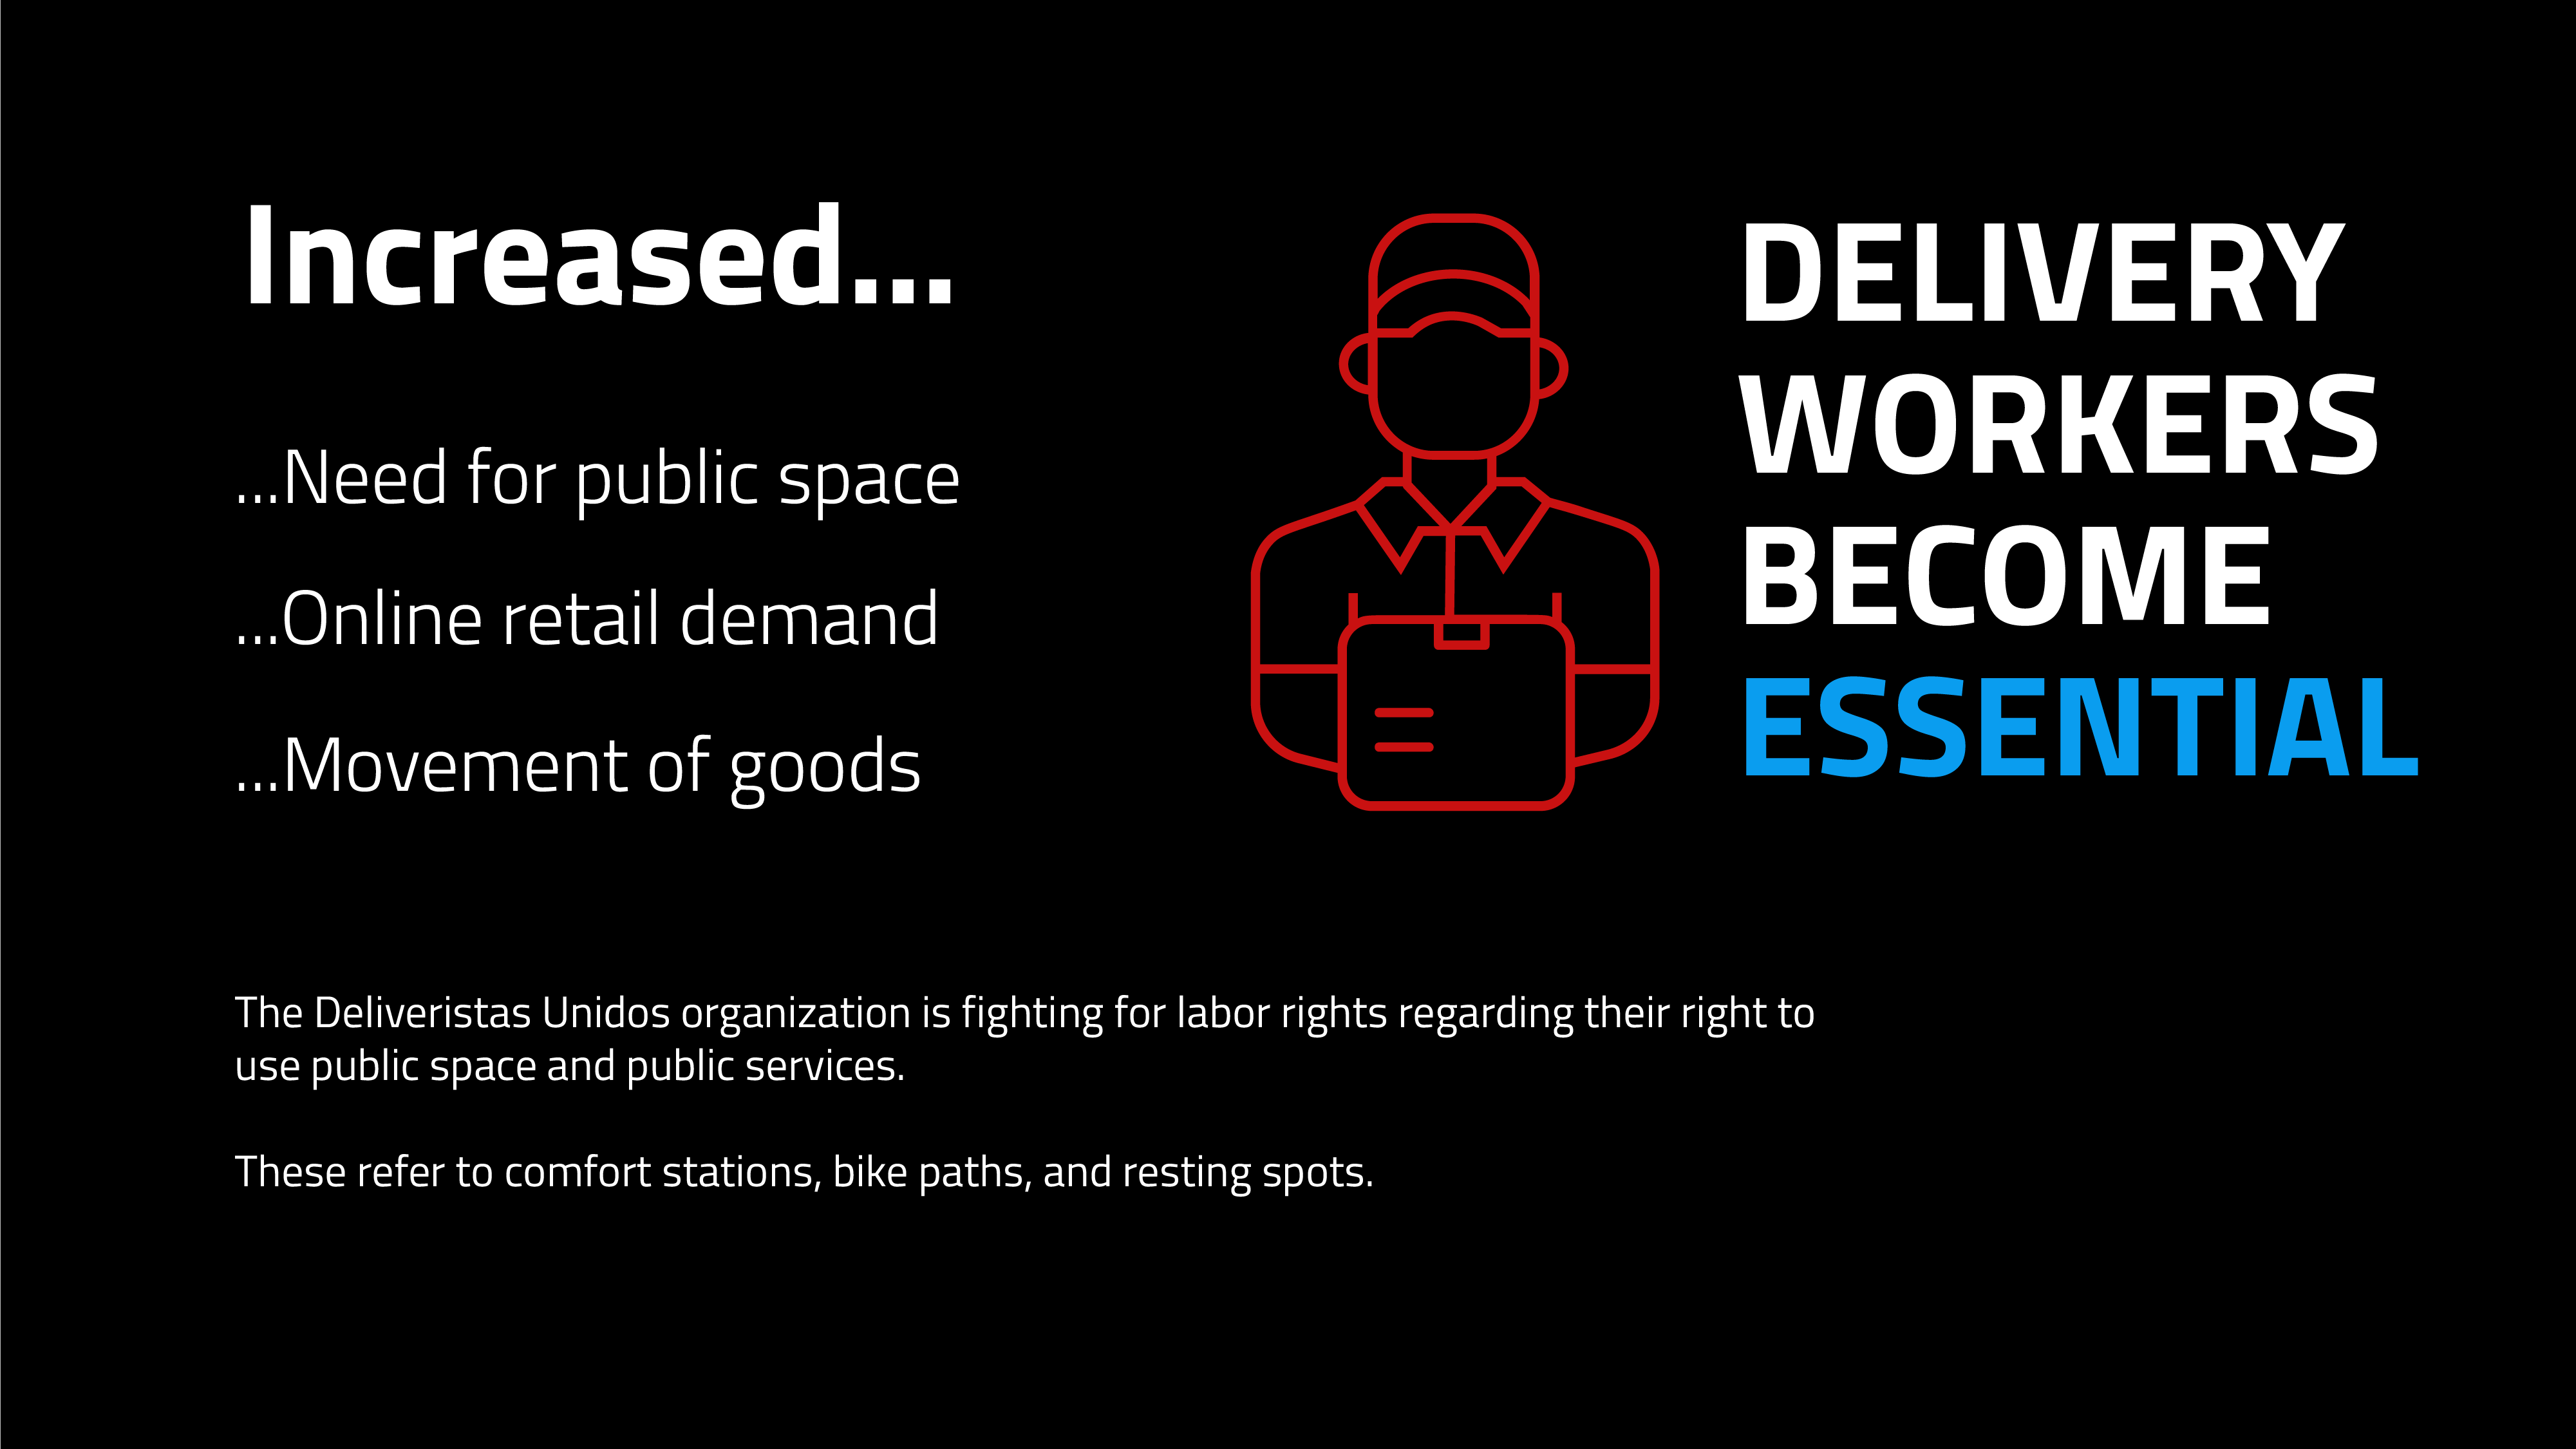 Increased...
...Need for public space
...Online retail demand
...Movement of goods
DELIVERY
WORKERS
BECOME
ESSENTIAL
The Deliveristas Unidos organization is fighting for labor rights regarding their right to
use public space and public services.
These refer to comfort stations, bike paths, and resting spots.